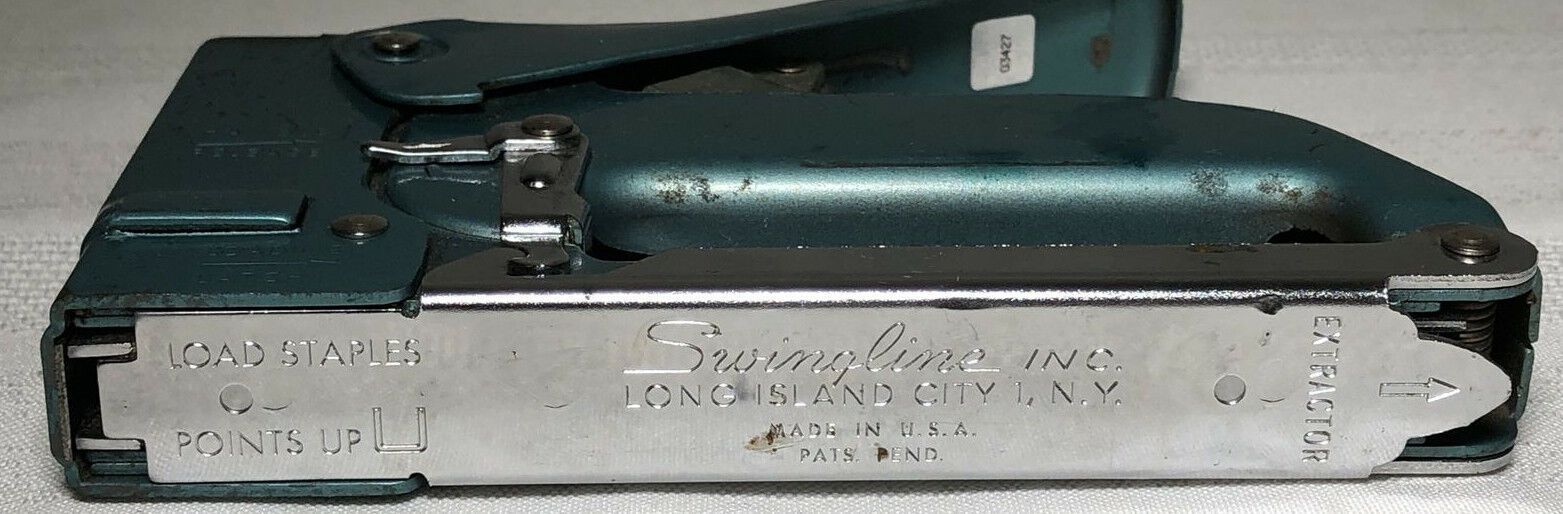 03427
LOAD STAPLES
POINTS UP
Swingline INC.
LONG ISLAND CITY 1, N.Y.
MADE IN U.S.A.
PATS. PEND.
EXTRACTOR